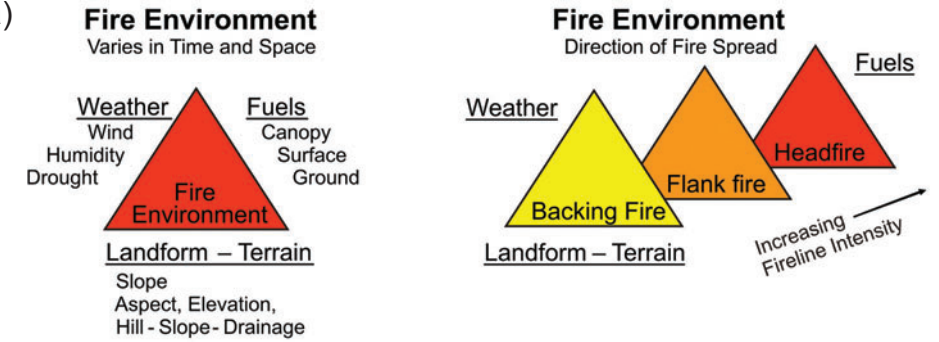 )
Fire Environment
Varies in Time and Space
Weather
Wind
Humidity
Drought
Fuels
Canopy
Surface
Ground
Fire
Environment
Landform – Terrain
Slope
Aspect, Elevation,
Hill - Slope - Drainage
Fire Environment
Direction of Fire Spread
Weather
Fuels
Backing Fire
Flank fire
Headfire
Landform – Terrain
Increasing
Fireline Intensity